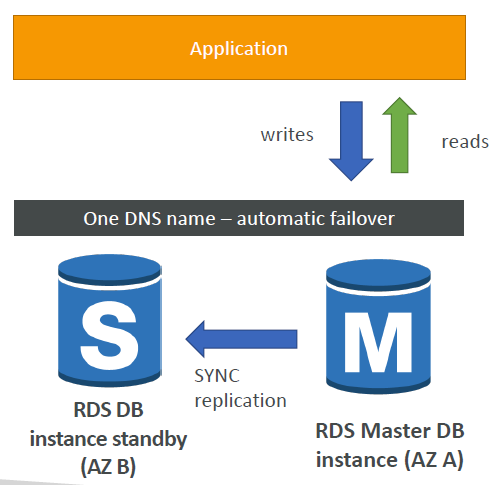 Application
writes
reads
One DNS name – automatic failover
S
M
SYNC
replication
RDS DB
instance standby
(AZ B)
RDS Master DB
instance (AZ A)